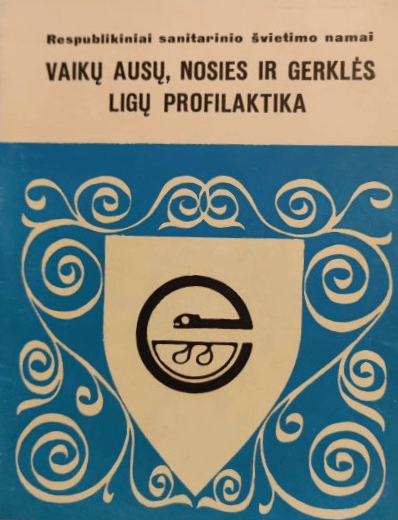 Respublikiniai sanitarinio švietimo namai
VAIKŲ AUSŲ, NOSIES IR GERKLĖS
LIGŲ PROFILAKTIKA